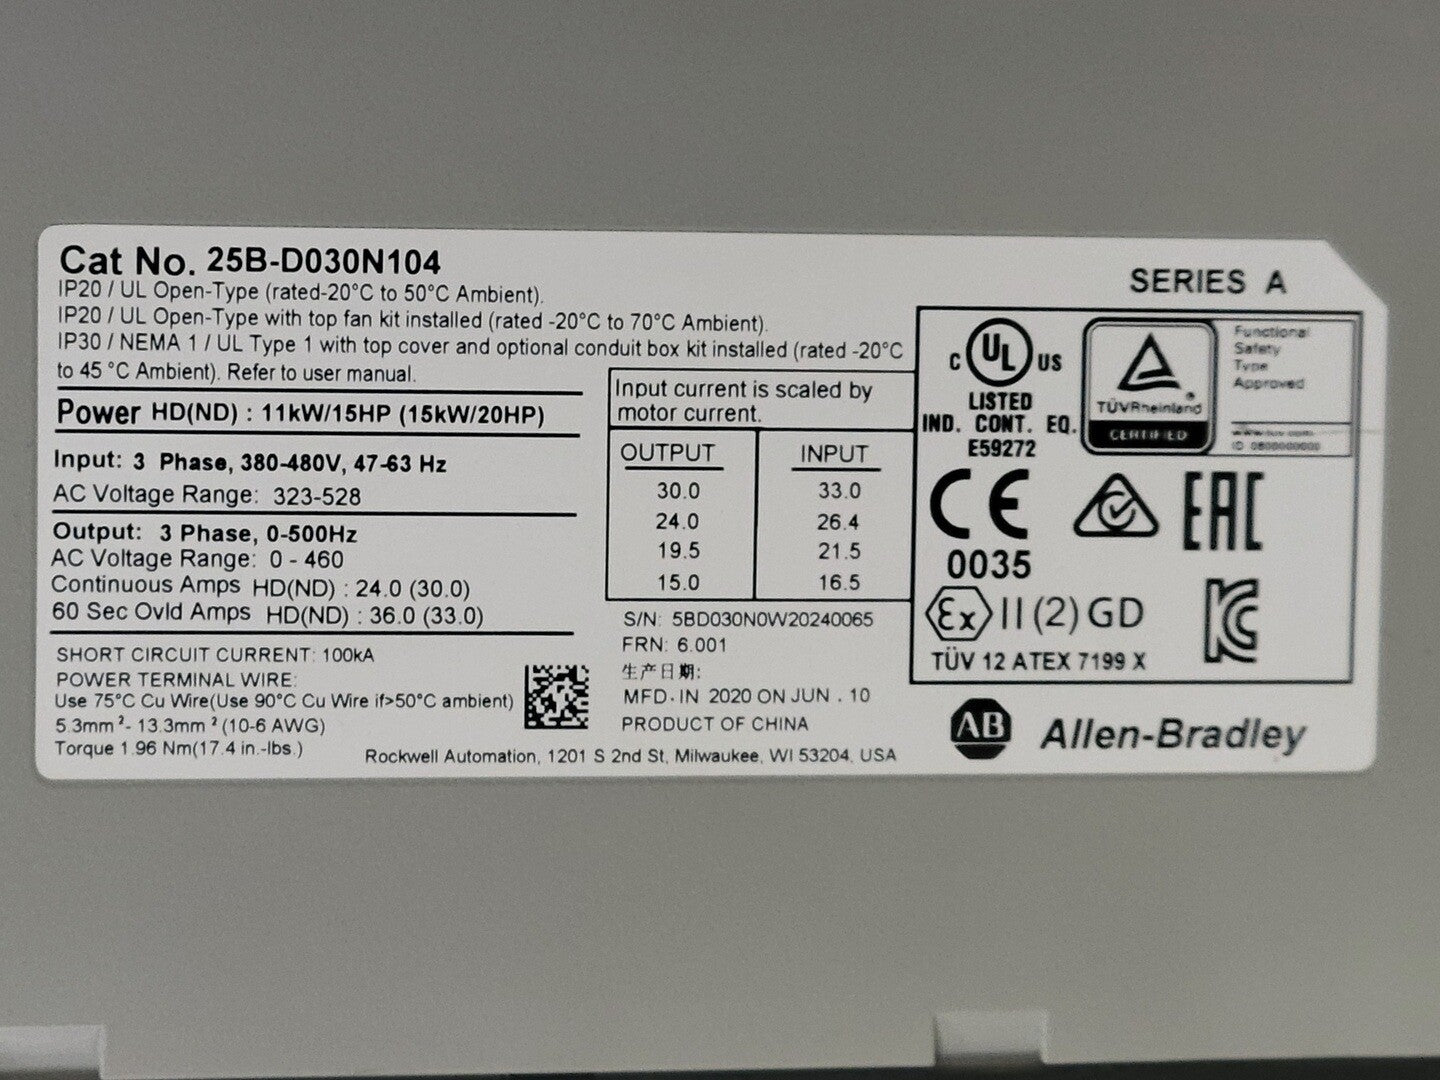 Cat No. 25B-D030N104
SERIES A
IP20 / UL Open-Type (rated-20°C to 50°C Ambient).
IP20 / UL Open-Type with top fan kit installed (rated -20°C to 70°C Ambient).
IP30 / NEMA 1 / UL Type 1 with top cover and optional conduit box kit installed (rated -20°C
to 45 °C Ambient). Refer to user manual.
Power HD(ND) : 11kW/15HP (15kW/20HP)
Input: 3 Phase, 380-480V, 47-63 Hz
AC Voltage Range: 323-528
Output: 3 Phase, 0-500Hz
AC Voltage Range: 0 - 460
Continuous Amps HD(ND) : 24.0 (30.0)
60 Sec Ovld Amps HD(ND) : 36.0 (33.0)
SHORT CIRCUIT CURRENT: 100kA
POWER TERMINAL WIRE:
Use 75°C Cu Wire(Use 90°C Cu Wire if>50°C ambient)
5.3mm²- 13.3mm² (10-6 AWG)
Torque 1.96 Nm(17.4 in.-lbs.)
Input current is scaled by
motor current.
OUTPUT INPUT
30.0 33.0
24.0 26.4
19.5 21.5
15.0 16.5
S/N: 5BD030N0W20240065
FRN: 6.001
生产日期:
MFD. IN 2020 ON JUN . 10
PRODUCT OF CHINA
Rockwell Automation, 1201 S 2nd St, Milwaukee, WI 53204, USA
C UL US
LISTED
IND. CONT. EQ.
E59272
TÜVRheinland ®
CERTIFIED
Functional
Safety
Type
Approved
www.tuv.com
CE
0035
EAC
Ex II (2) GD
TÜV 12 ATEX 7199 X
KC
AB Allen-Bradley